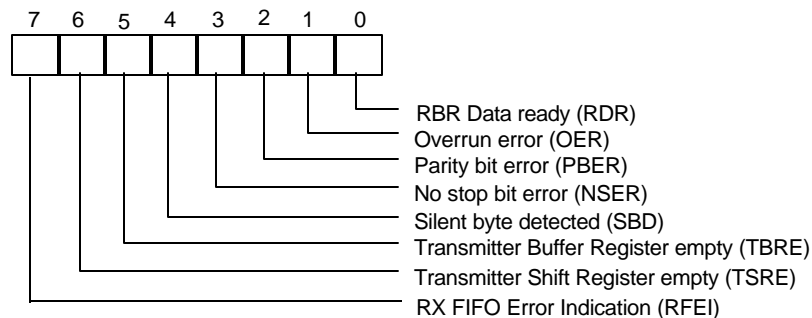 7 6 5 4 3 2 1 0
RBR Data ready (RDR)
Overrun error (OER)
Parity bit error (PBER)
No stop bit error (NSER)
Silent byte detected (SBD)
Transmitter Buffer Register empty (TBRE)
Transmitter Shift Register empty (TSRE)
RX FIFO Error Indication (RFEI)